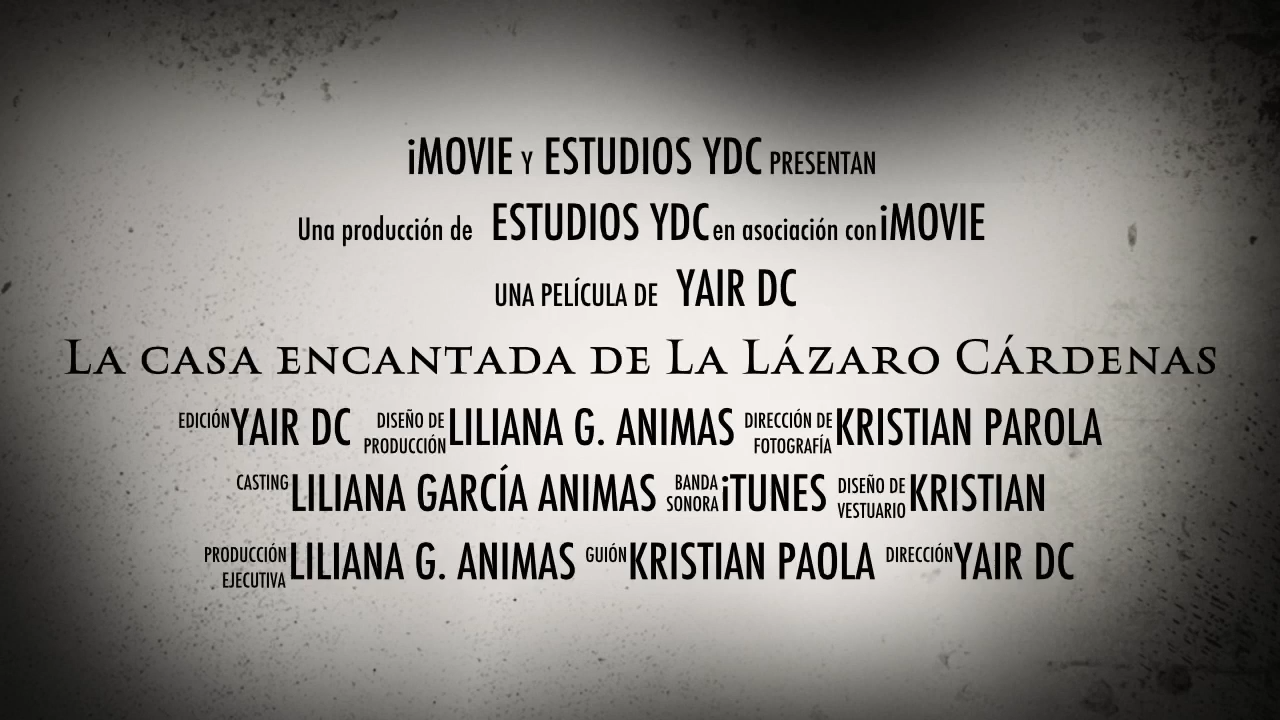 iMOVIE Y ESTUDIOS YDC PRESENTAN
Una producción de ESTUDIOS YDC en asociación con iMOVIE
UNA PELÍCULA DE YAIR DC
LA CASA ENCANTADA DE LA LÁZARO CÁRDENAS
EDICIÓN YAIR DC DISEÑO DE PRODUCCIÓN LILIANA G. ANIMAS DIRECCIÓN DE FOTOGRAFÍA KRISTIAN PAROLA
CASTING LILIANA GARCÍA ANIMAS BANDA SONORA iTUNES DISEÑO DE VESTUARIO KRISTIAN
PRODUCCIÓN EJECUTIVA LILIANA G. ANIMAS GUIÓN KRISTIAN PAOLA DIRECCIÓN YAIR DC